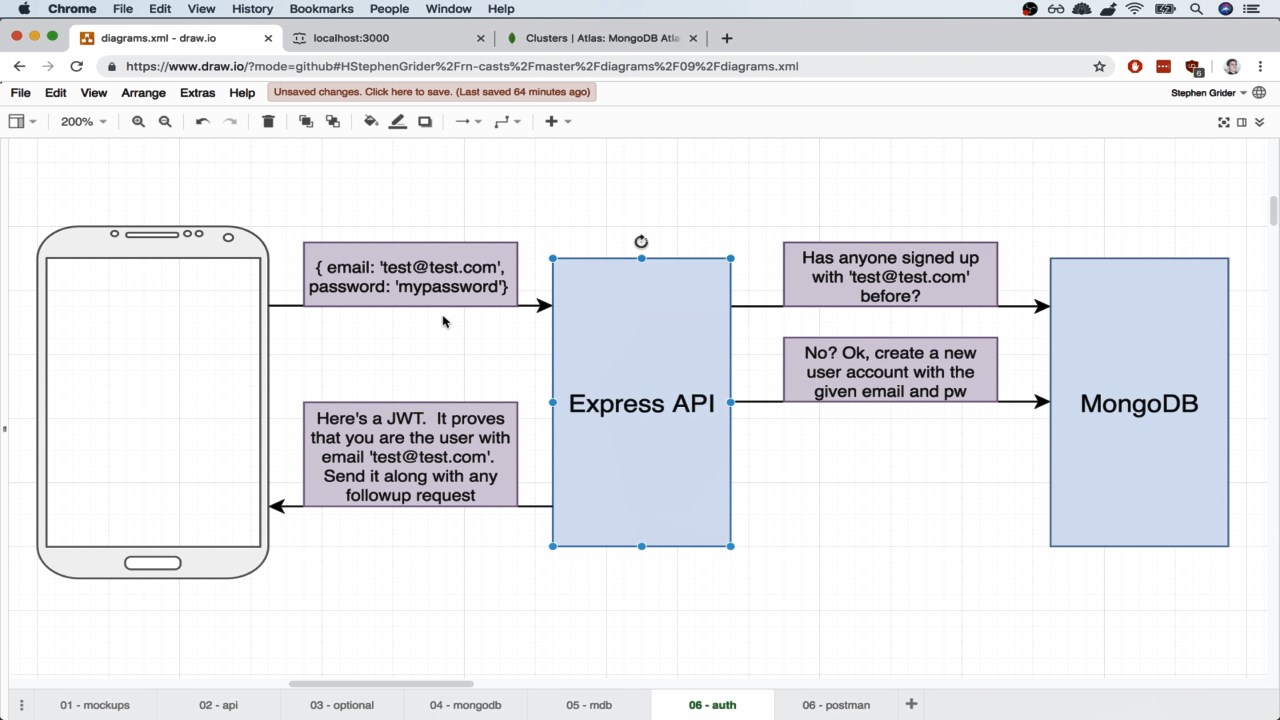 Chrome File Edit View History Bookmarks People Window Help
diagrams.xml - draw.io
localhost:3000
Clusters | Atlas: MongoDB Atla
https://www.draw.io/?mode=github#HStephenGrider%2Frn-casts%2Fmaster%2Fdiagrams%2F09%2Fdiagrams.xml
6
File Edit View Arrange Extras Help
Unsaved changes. Click here to save. (Last saved 64 minutes ago)
Stephen Grider
200%
{ email: 'test@test.com',
password: 'mypassword'}
Here's a JWT. It proves
that you are the user with
email 'test@test.com'.
Send it along with any
followup request
Express API
Has anyone signed up
with 'test@test.com'
before?
No? Ok, create a new
user account with the
given email and pw
MongoDB
01 - mockups
02 - api
03 - optional
04 - mongodb
05 - mdb
06 - auth
06 - postman